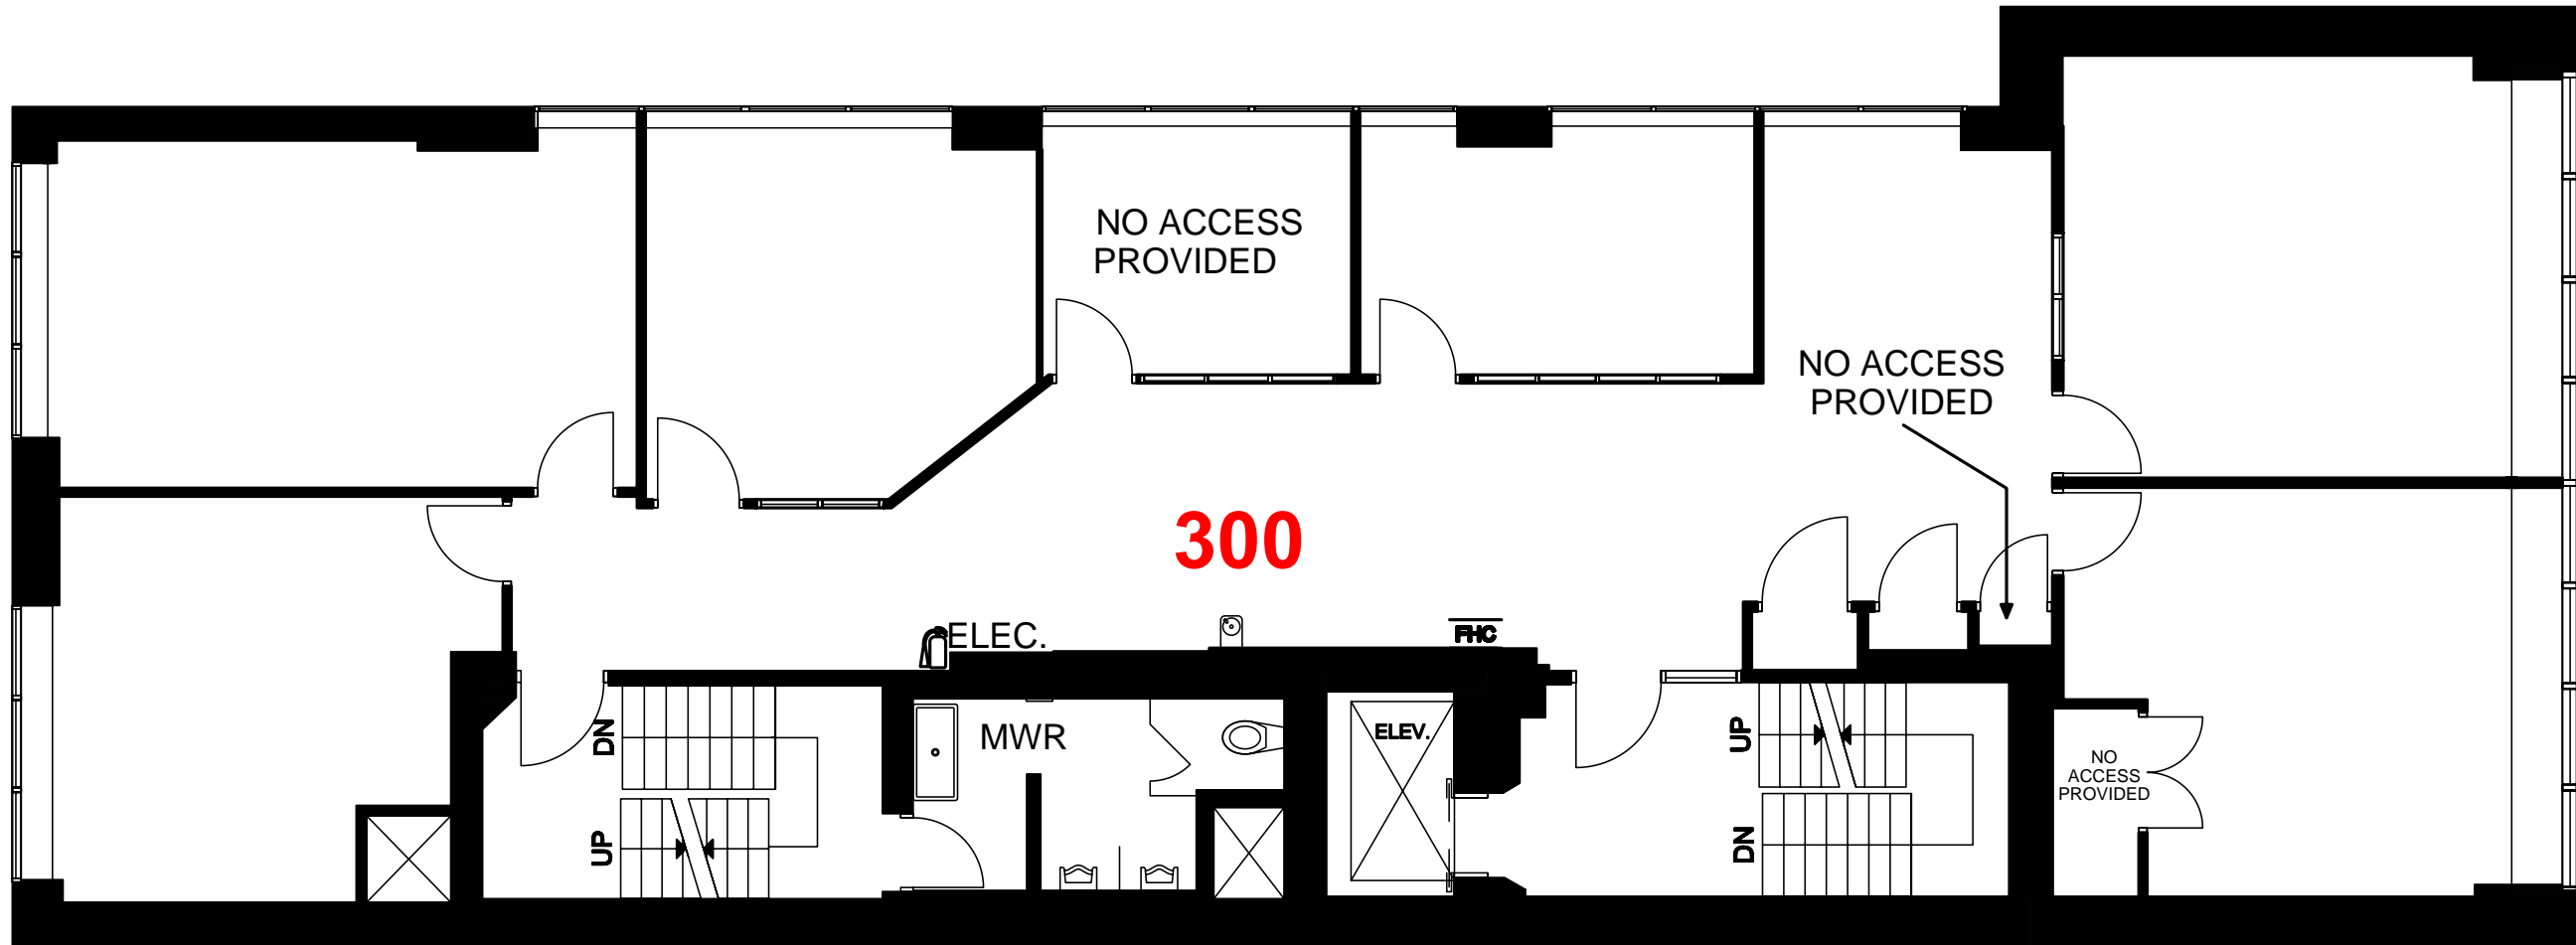 NO ACCESS
PROVIDED
NO ACCESS
PROVIDED
300
ELEC.
FHC
DN
UP
MWR
ELEV.
UP
DN
NO
ACCESS
PROVIDED